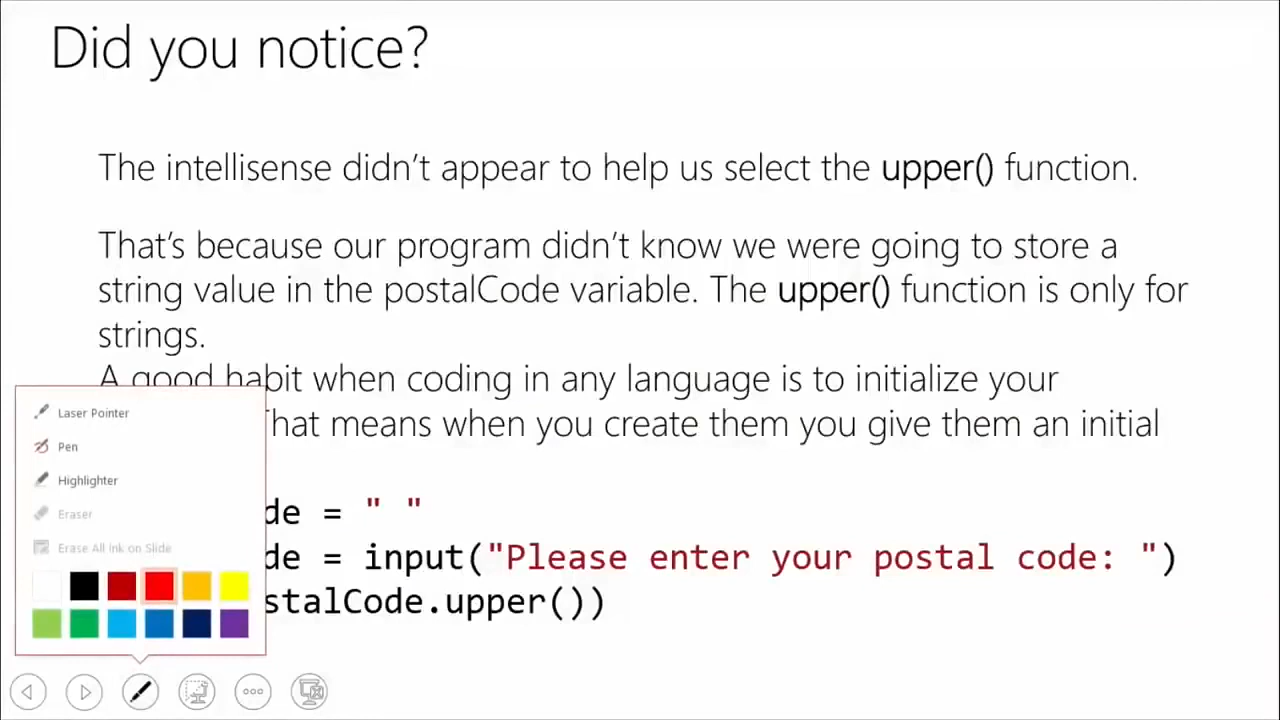 Did you notice?
The intellisense didn't appear to help us select the upper() function.
That's because our program didn't know we were going to store a
string value in the postalCode variable. The upper() function is only for
strings.
A good habit when coding in any language is to initialize your
That means when you create them you give them an initial
Laser Pointer
Pen
Highlighter
Eraser
Erase All Ink on Slide
de = " "
de = input("Please enter your postal code: ")
stalCode.upper())